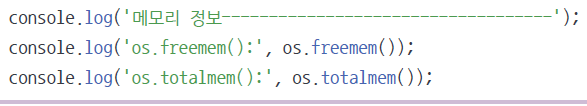 console.log('메모리 정보-----------------------------------');
console.log('os.freemem():', os.freemem());
console.log('os.totalmem():', os.totalmem());